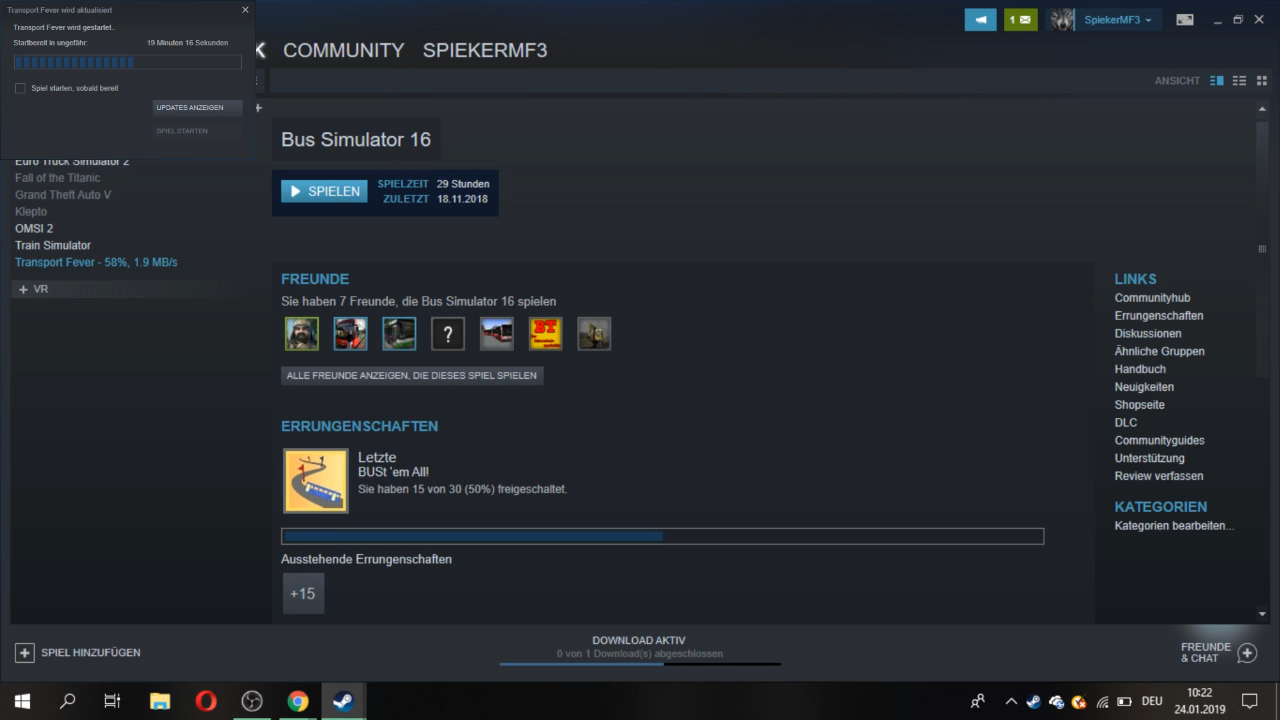 Transport Fever wird aktualisiert
Transport Fever wird gestartet..
Startbereit in ungefähr: 19 Minuten 16 Sekunden
Spiel starten, sobald bereit
UPDATES ANZEIGEN
SPIEL STARTEN
1
SpiekerMF3
COMMUNITY SPIEKERMF3
ANSICHT
Euro Truck Simulator 2
Fall of the Titanic
Grand Theft Auto V
Klepto
OMSI 2
Train Simulator
Transport Fever - 58%, 1.9 MB/s
+ VR
Bus Simulator 16
SPIELEN
SPIELZEIT 29 Stunden
ZULETZT 18.11.2018
FREUNDE
Sie haben 7 Freunde, die Bus Simulator 16 spielen
?
BT
ALLE FREUNDE ANZEIGEN, DIE DIESES SPIEL SPIELEN
ERRUNGENSCHAFTEN
Letzte
BUSt 'em All!
Sie haben 15 von 30 (50%) freigeschaltet.
Ausstehende Errungenschaften
+15
LINKS
Communityhub
Errungenschaften
Diskussionen
Ähnliche Gruppen
Handbuch
Neuigkeiten
Shopseite
DLC
Communityguides
Unterstützung
Review verfassen
KATEGORIEN
Kategorien bearbeiten...
SPIEL HINZUFÜGEN
DOWNLOAD AKTIV
0 von 1 Download(s) abgeschlossen
FREUNDE
& CHAT
DEU
10:22
24.01.2019